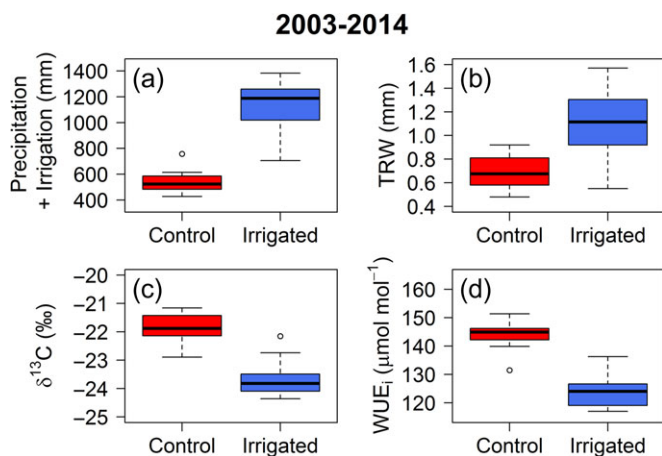 2003-2014
(a)
Precipitation
+ Irrigation (mm)
1400
1200
1000
800
600
400
Control Irrigated
(b)
TRW (mm)
1.6
1.4
1.2
1.0
0.8
0.6
0.4
Control Irrigated
(c)
δ¹³C (‰)
−20
−21
−22
−23
−24
−25
Control Irrigated
(d)
WUEᵢ (μmol mol⁻¹)
160
150
140
130
120
Control Irrigated